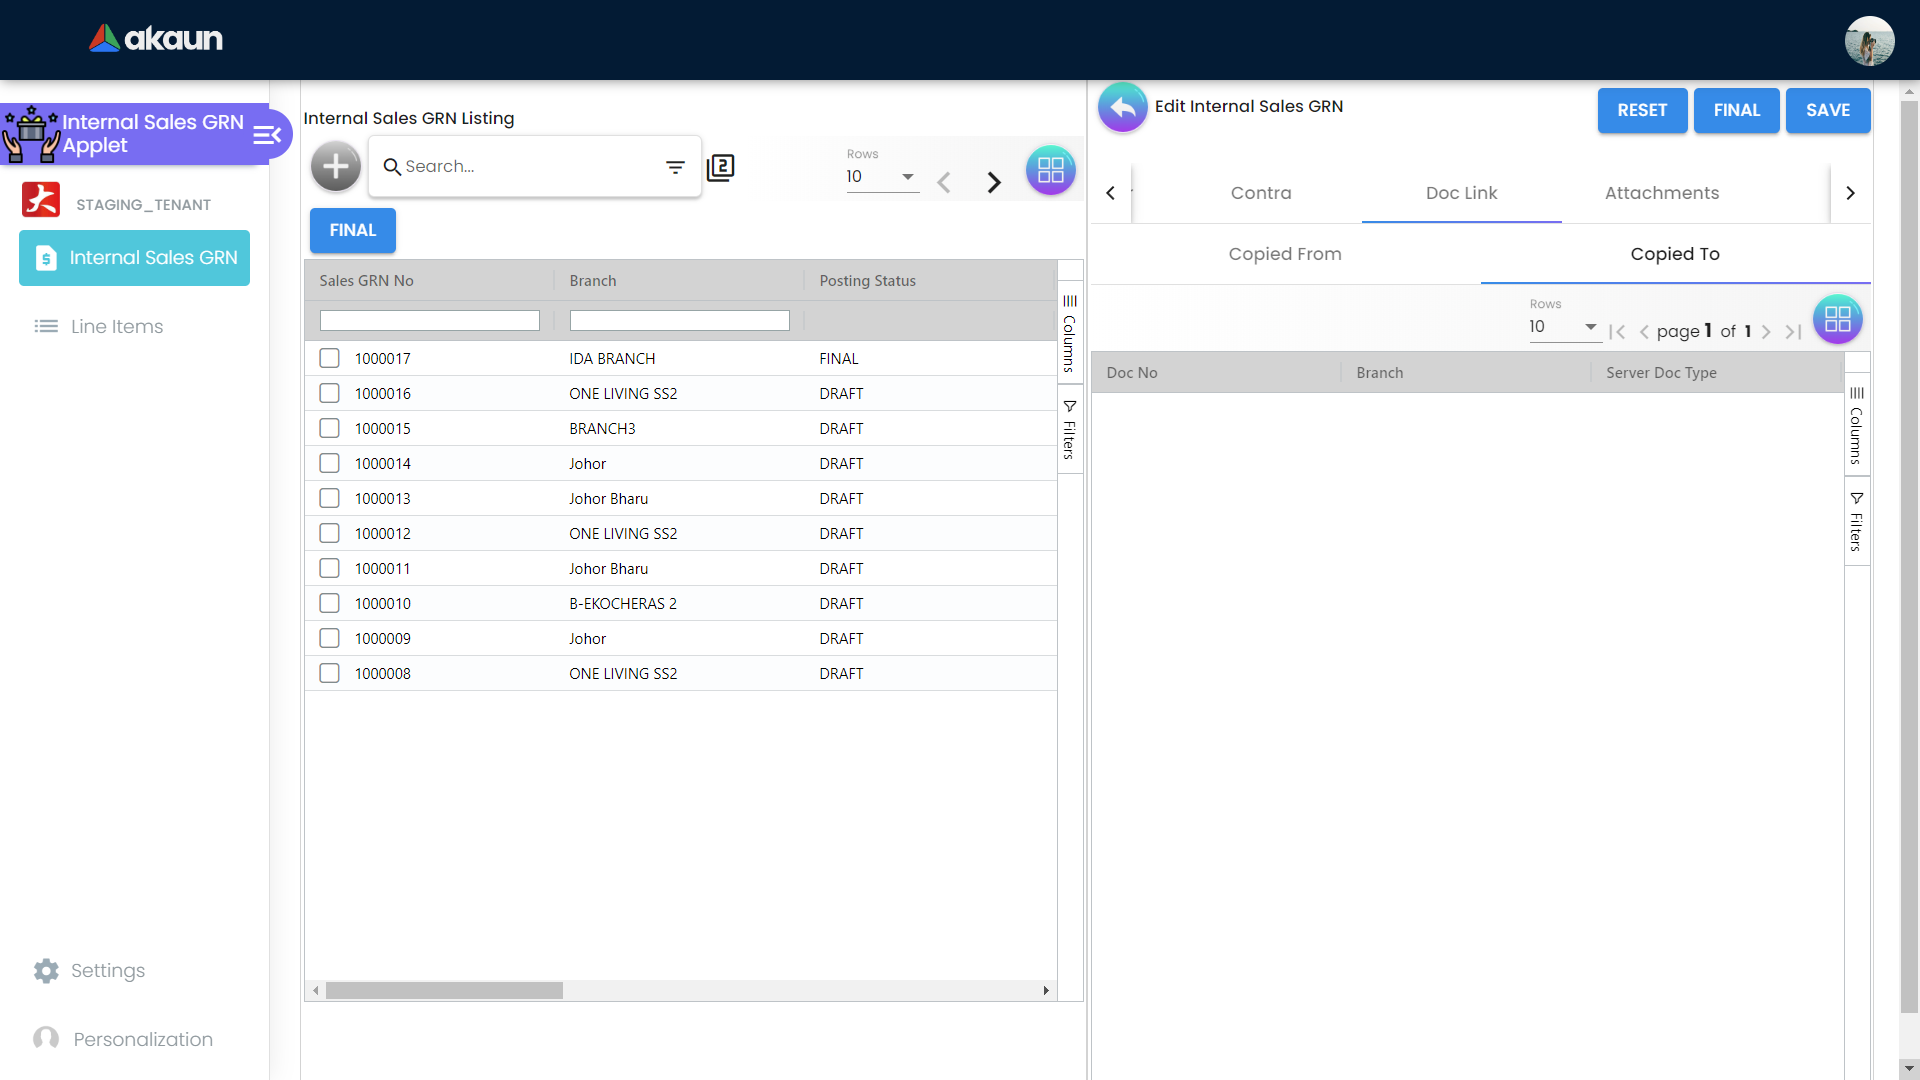 akaun
Internal Sales GRN
Applet
STAGING_TENANT
Internal Sales GRN
Line Items
Settings
Personalization
Internal Sales GRN Listing
Search...
2
Rows
10
FINAL
Sales GRN No Branch Posting Status
1000017 IDA BRANCH FINAL
1000016 ONE LIVING SS2 DRAFT
1000015 BRANCH3 DRAFT
1000014 Johor DRAFT
1000013 Johor Bharu DRAFT
1000012 ONE LIVING SS2 DRAFT
1000011 Johor Bharu DRAFT
1000010 B-EKOCHERAS 2 DRAFT
1000009 Johor DRAFT
1000008 ONE LIVING SS2 DRAFT
Columns
Filters
Edit Internal Sales GRN
RESET FINAL SAVE
Contra Doc Link Attachments
Copied From Copied To
Rows
10
page 1 of 1
Doc No Branch Server Doc Type
Columns
Filters